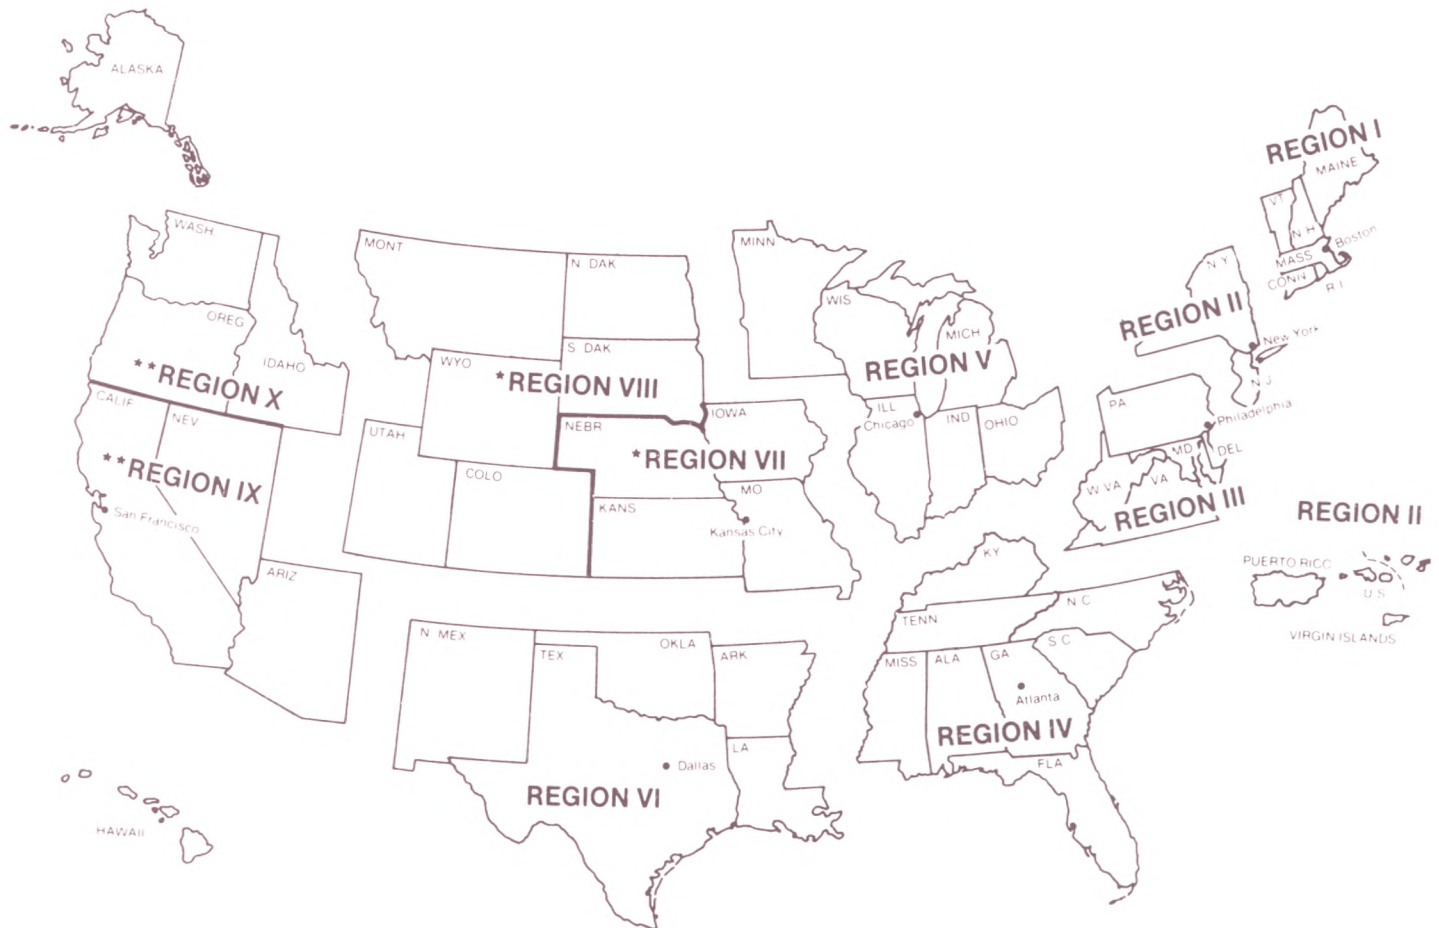 ALASKA
REGION I
MAINE
VT
N H
Boston
MASS
CONN
R I
WASH
OREG
IDAHO
**REGION X
MONT
N DAK
S DAK
WYO
*REGION VIII
UTAH
COLO
MINN
WIS
MICH
REGION V
ILL
Chicago
IND
OHIO
N Y
REGION II
New York
N J
CALIF
NEV
**REGION IX
San Francisco
ARIZ
NEBR
IOWA
*REGION VII
MO
KANS
Kansas City
PA
Philadelphia
MD
DEL
W VA
VA
REGION III
REGION II
PUERTO RICO
U S
VIRGIN ISLANDS
KY
TENN
N C
S C
MISS
ALA
GA
Atlanta
REGION IV
FLA
N MEX
TEX
OKLA
ARK
LA
Dallas
REGION VI
HAWAII